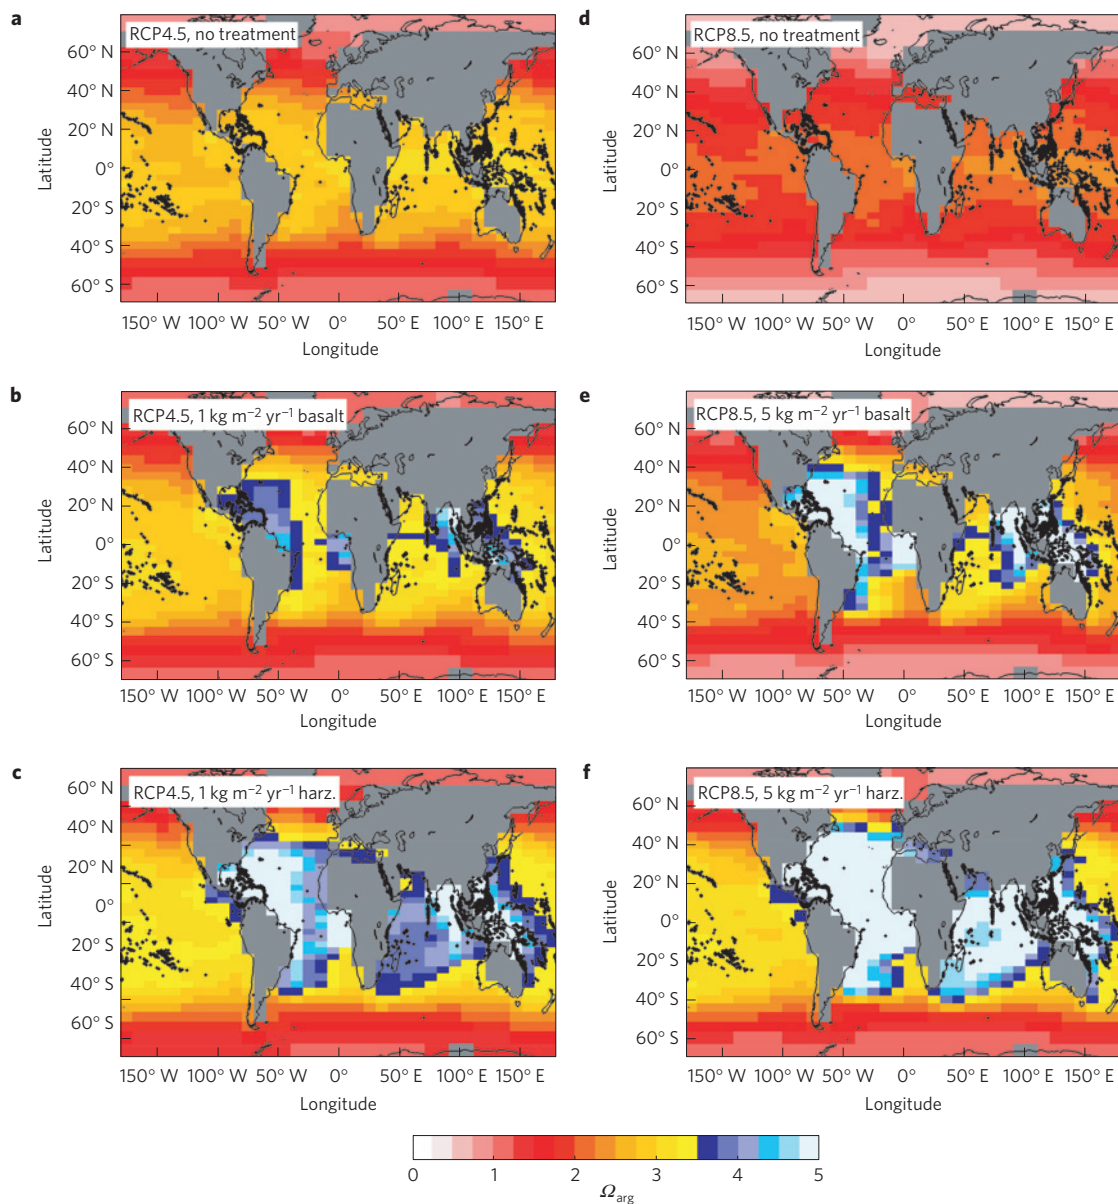 a
RCP4.5, no treatment
60° N
40° N
20° N
0°
20° S
40° S
60° S
Latitude
150° W 100° W 50° W 0° 50° E 100° E 150° E
Longitude
d
RCP8.5, no treatment
60° N
40° N
20° N
0°
20° S
40° S
60° S
Latitude
150° W 100° W 50° W 0° 50° E 100° E 150° E
Longitude
b
RCP4.5, 1 kg m⁻² yr⁻¹ basalt
60° N
40° N
20° N
0°
20° S
40° S
60° S
Latitude
150° W 100° W 50° W 0° 50° E 100° E 150° E
Longitude
e
RCP8.5, 5 kg m⁻² yr⁻¹ basalt
60° N
40° N
20° N
0°
20° S
40° S
60° S
Latitude
150° W 100° W 50° W 0° 50° E 100° E 150° E
Longitude
c
RCP4.5, 1 kg m⁻² yr⁻¹ harz.
60° N
40° N
20° N
0°
20° S
40° S
60° S
Latitude
150° W 100° W 50° W 0° 50° E 100° E 150° E
Longitude
f
RCP8.5, 5 kg m⁻² yr⁻¹ harz.
60° N
40° N
20° N
0°
20° S
40° S
60° S
Latitude
150° W 100° W 50° W 0° 50° E 100° E 150° E
Longitude
0 1 2 3 4 5
Ωarg